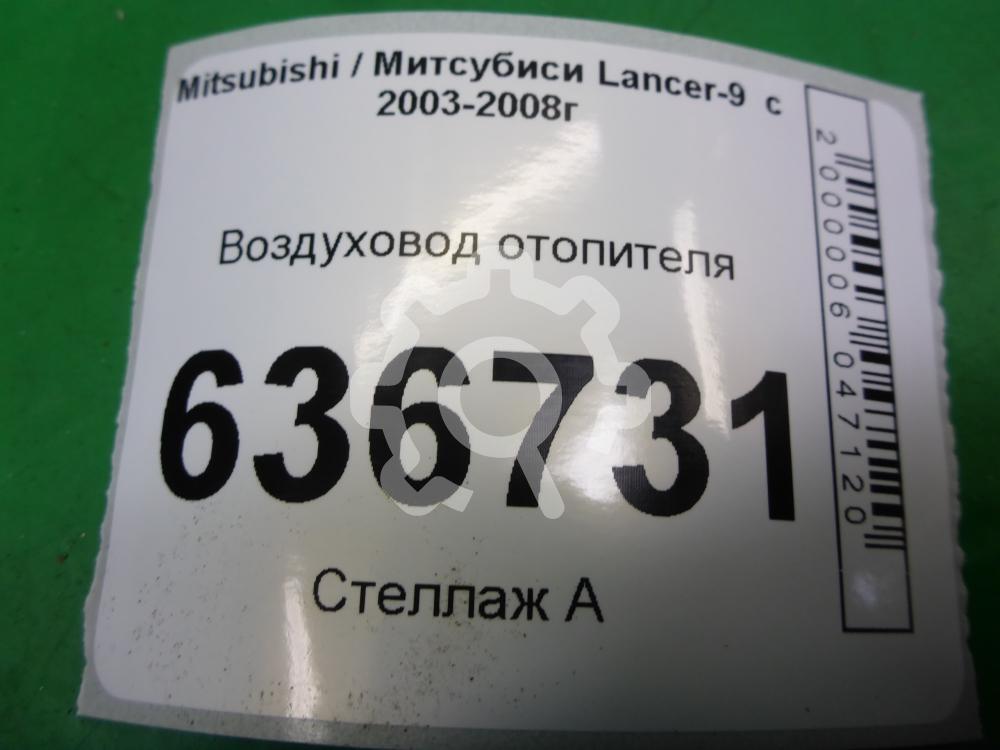 Mitsubishi / Митсубиси Lancer-9 с
2003-2008г
Воздуховод отопителя
636731
Стеллаж А
2000006047120